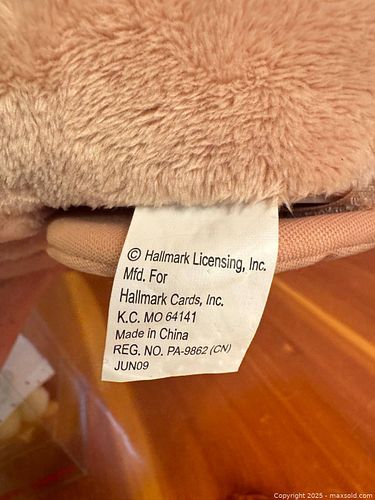 © Hallmark Licensing, Inc.
Mfd. For
Hallmark Cards, Inc.
K.C. MO 64141
Made in China
REG. NO. PA-9862 (CN)
JUN09
Copyright 2025 - maxsold.com